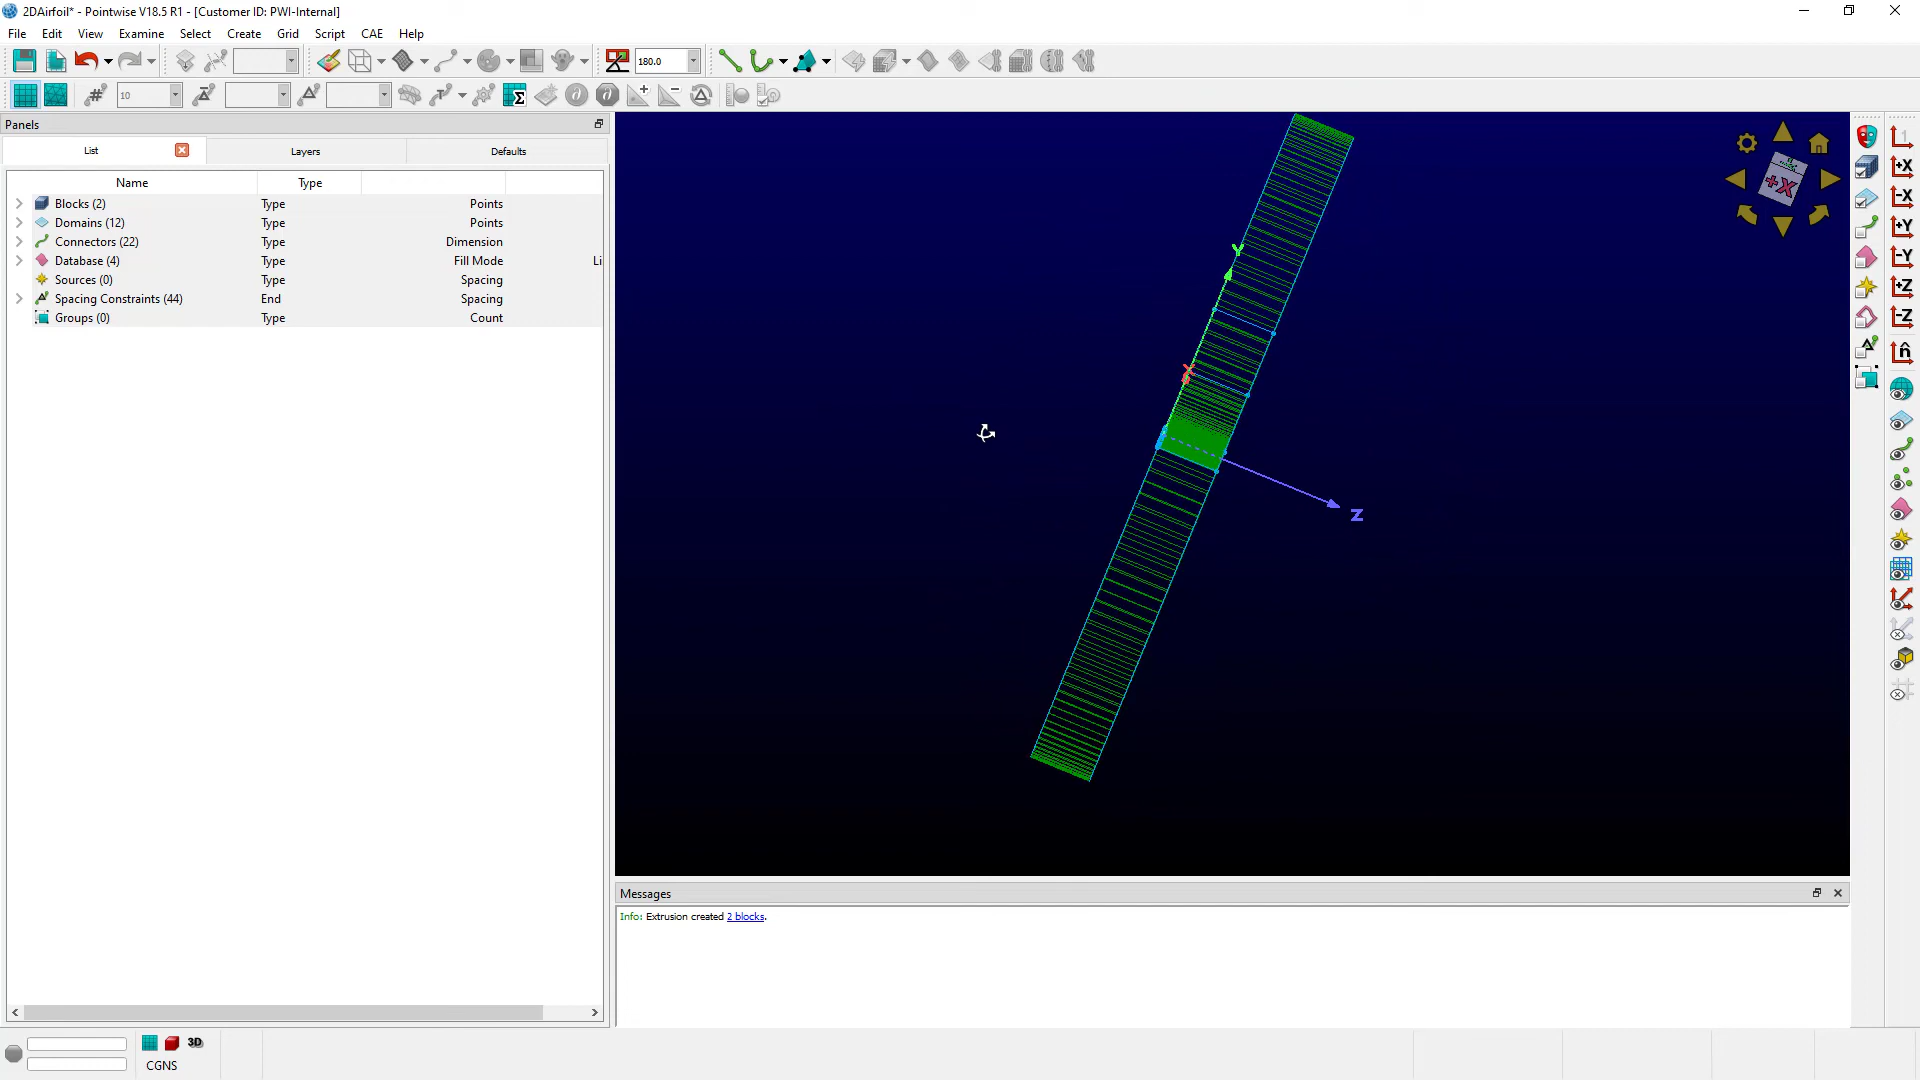 2DAirfoil* - Pointwise V18.5 R1 - [Customer ID: PWI-Internal]
File Edit View Examine Select Create Grid Script CAE Help
180.0
10
Panels
List Layers Defaults
Name Type
Blocks (2) Type Points
Domains (12) Type Points
Connectors (22) Type Dimension
Database (4) Type Fill Mode Li
Sources (0) Type Spacing
Spacing Constraints (44) End Spacing
Groups (0) Type Count
Y
X
Z
+X
1
+X
-X
+Y
-Y
+Z
-Z
n̂
Messages
Info: Extrusion created 2 blocks.
3D
CGNS